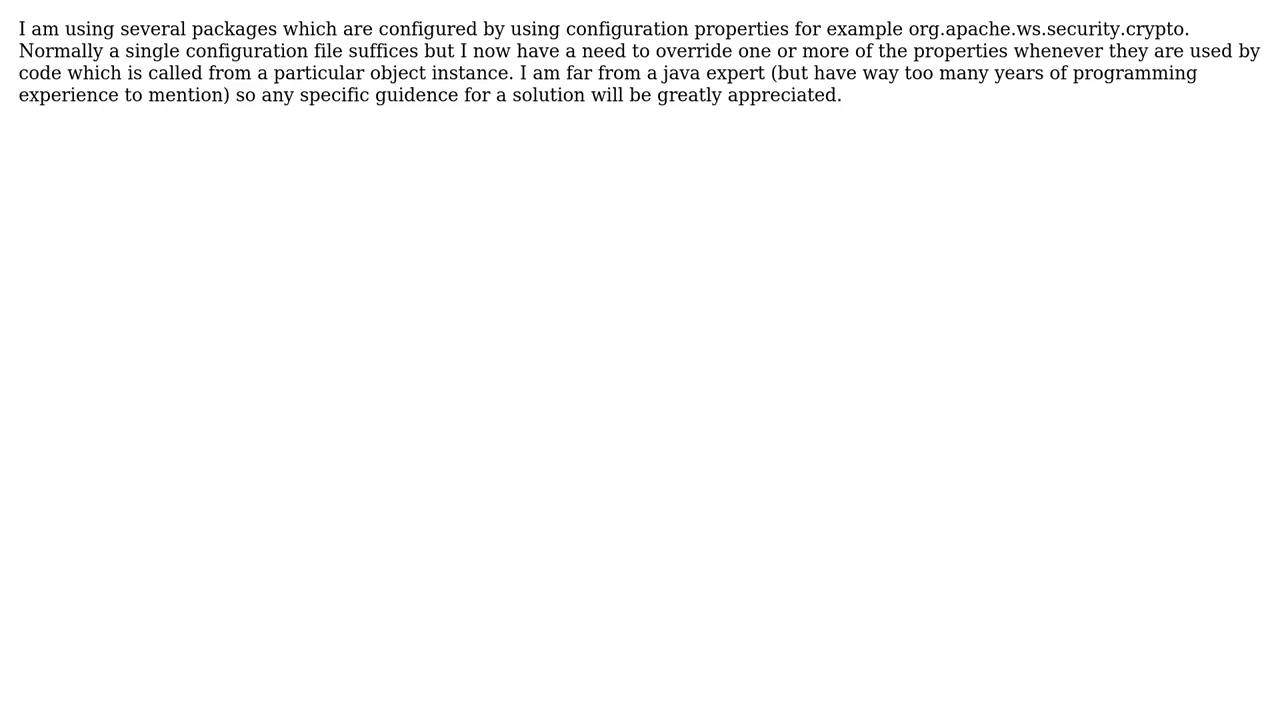 I am using several packages which are configured by using configuration properties for example org.apache.ws.security.crypto.
Normally a single configuration file suffices but I now have a need to override one or more of the properties whenever they are used by
code which is called from a particular object instance. I am far from a java expert (but have way too many years of programming
experience to mention) so any specific guidence for a solution will be greatly appreciated.